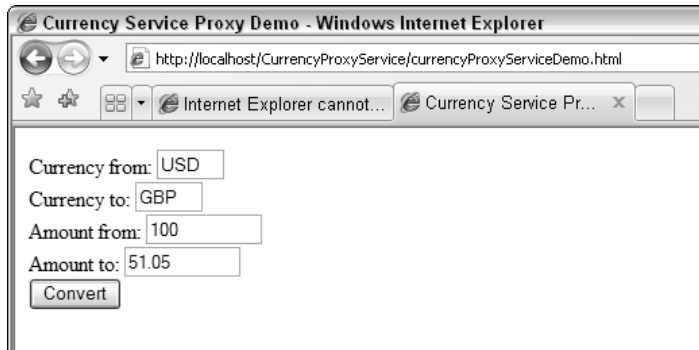 Currency Service Proxy Demo - Windows Internet Explorer
http://localhost/CurrencyProxyService/currencyProxyServiceDemo.html
Internet Explorer cannot... Currency Service Pr...
Currency from: USD
Currency to: GBP
Amount from: 100
Amount to: 51.05
Convert